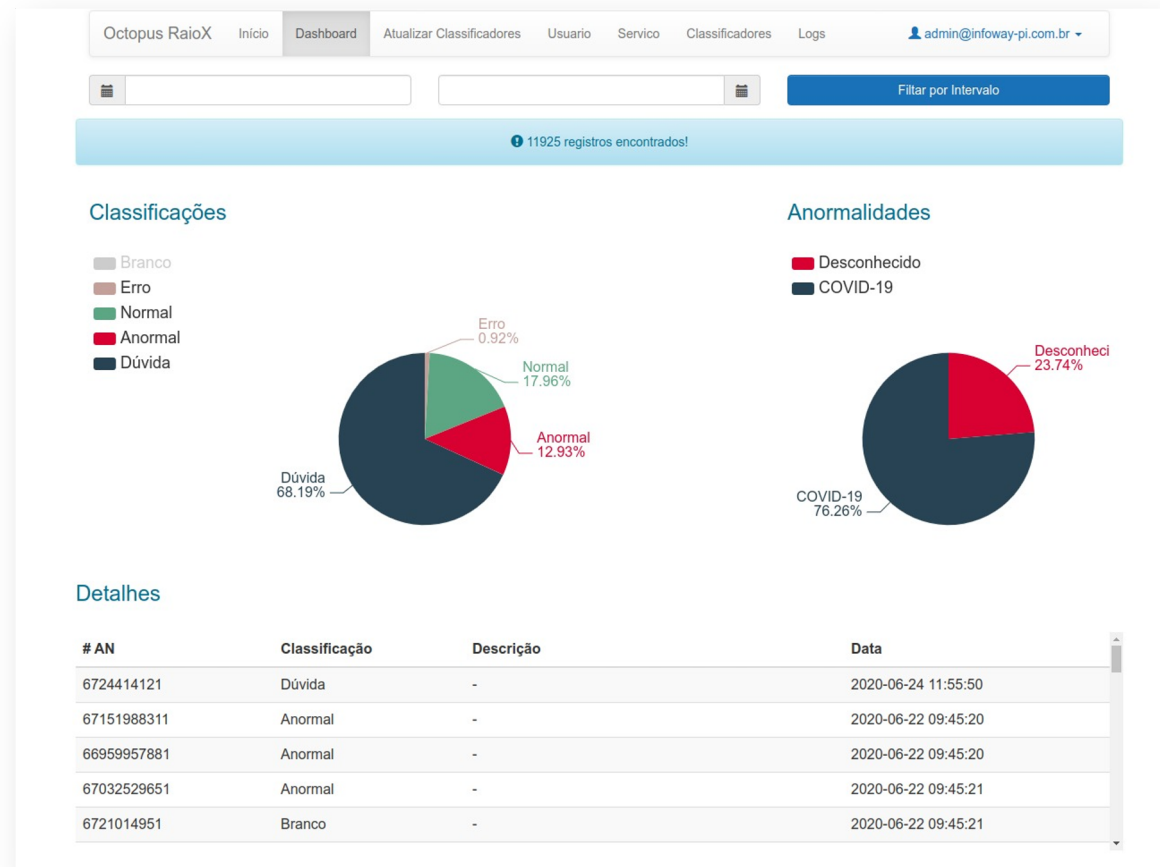 Octopus RaioX Início Dashboard Atualizar Classificadores Usuario Servico Classificadores Logs admin@infoway-pi.com.br
Filtar por Intervalo
11925 registros encontrados!
Classificações
Branco
Erro
Normal
Anormal
Dúvida
Erro
0.92%
Normal
17.96%
Anormal
12.93%
Dúvida
68.19%
Anormalidades
Desconhecido
COVID-19
Desconheci
23.74%
COVID-19
76.26%
Detalhes
# AN Classificação Descrição Data
6724414121 Dúvida - 2020-06-24 11:55:50
67151988311 Anormal - 2020-06-22 09:45:20
66959957881 Anormal - 2020-06-22 09:45:20
67032529651 Anormal - 2020-06-22 09:45:21
6721014951 Branco - 2020-06-22 09:45:21